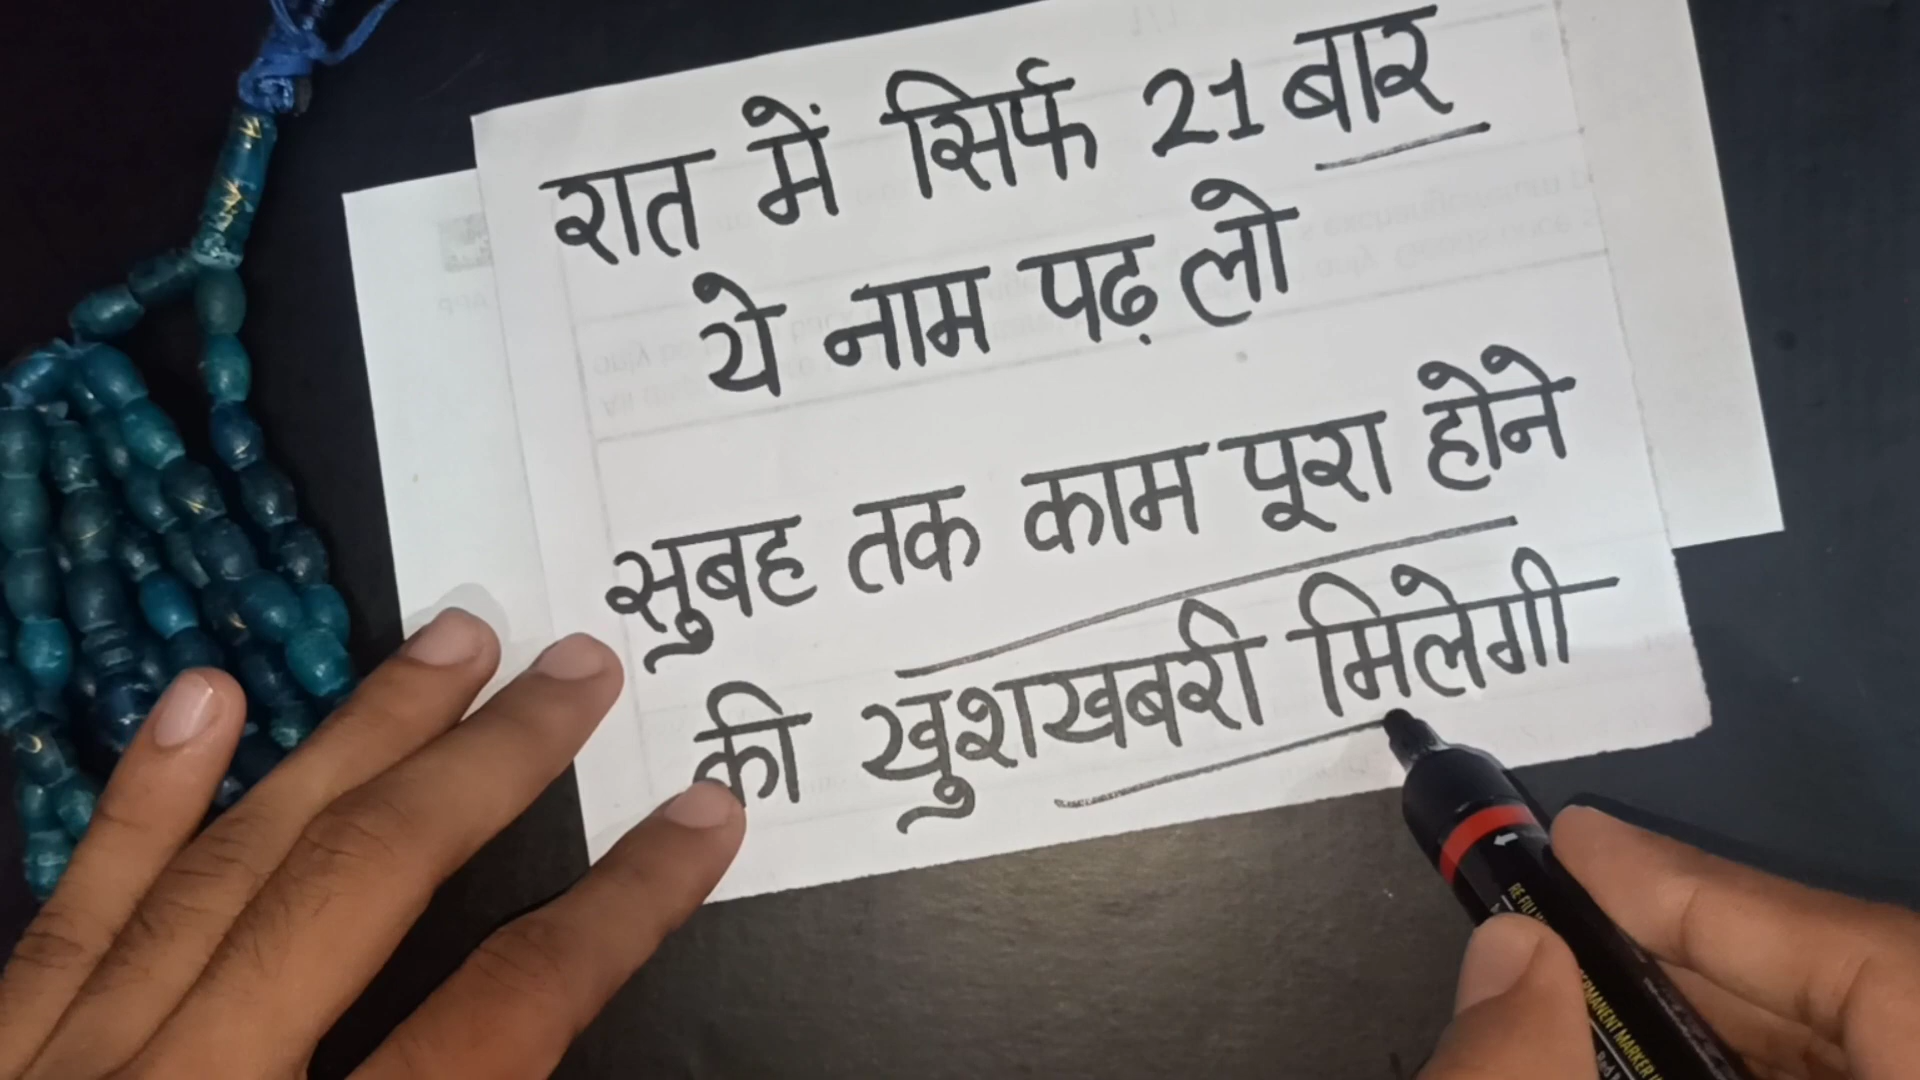 रात में सिर्फ 21 बार
ये नाम पढ़ लो
सुबह तक काम पूरा होने
की खुशखबरी मिलेगी